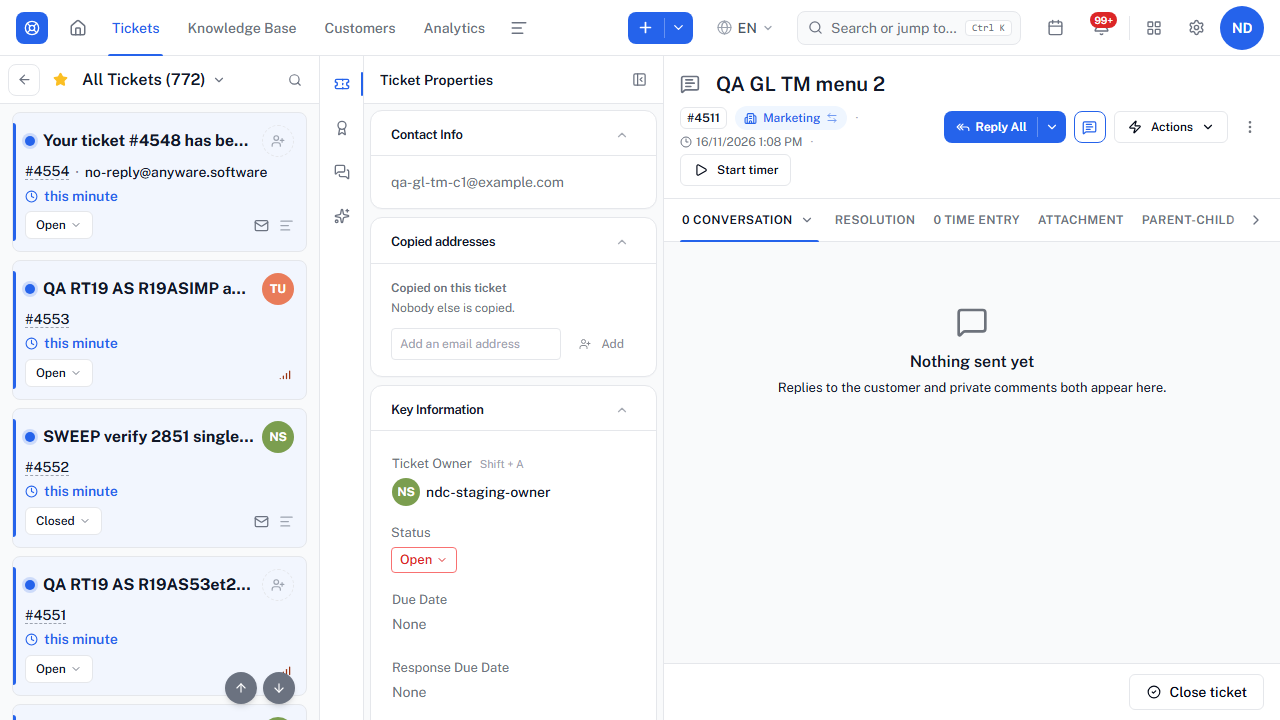 Tickets
Knowledge Base
Customers
Analytics
EN
Search or jump to...
Ctrl K
99+
ND
All Tickets (772)
Your ticket #4548 has be...
#4554 · no-reply@anyware.software
this minute
Open
QA RT19 AS R19ASIMP a...
TU
#4553
this minute
Open
SWEEP verify 2851 single...
NS
#4552
this minute
Closed
QA RT19 AS R19AS53et2...
#4551
this minute
Open
Ticket Properties
Contact Info
qa-gl-tm-c1@example.com
Copied addresses
Copied on this ticket
Nobody else is copied.
Add an email address
Add
Key Information
Ticket Owner Shift + A
NS ndc-staging-owner
Status
Open
Due Date
None
Response Due Date
None
QA GL TM menu 2
#4511 Marketing ·
16/11/2026 1:08 PM ·
Start timer
Reply All
Actions
0 CONVERSATION
RESOLUTION
0 TIME ENTRY
ATTACHMENT
PARENT-CHILD
Nothing sent yet
Replies to the customer and private comments both appear here.
Close ticket